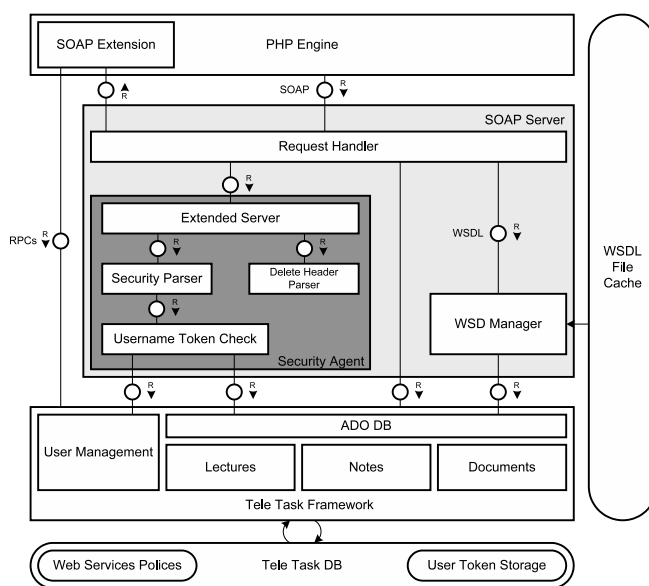 SOAP Extension
PHP Engine
R
R
SOAP
R
SOAP Server
Request Handler
R
Extended Server
RPCs
R
R
R
WSDL
R
Security Parser
Delete Header
Parser
WSDL
File
Cache
R
Username Token Check
WSD Manager
Security Agent
R
R
R
R
ADO DB
User Management
Lectures
Notes
Documents
Tele Task Framework
Web Services Polices
Tele Task DB
User Token Storage